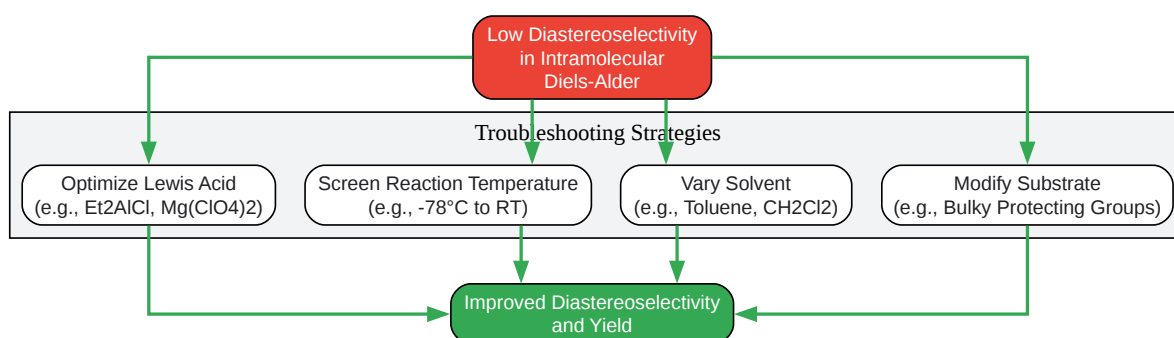 Low Diastereoselectivity
in Intramolecular
Diels-Alder
Troubleshooting Strategies
Optimize Lewis Acid
(e.g., Et2AlCl, Mg(ClO4)2)
Screen Reaction Temperature
(e.g., -78°C to RT)
Vary Solvent
(e.g., Toluene, CH2Cl2)
Modify Substrate
(e.g., Bulky Protecting Groups)
Improved Diastereoselectivity
and Yield